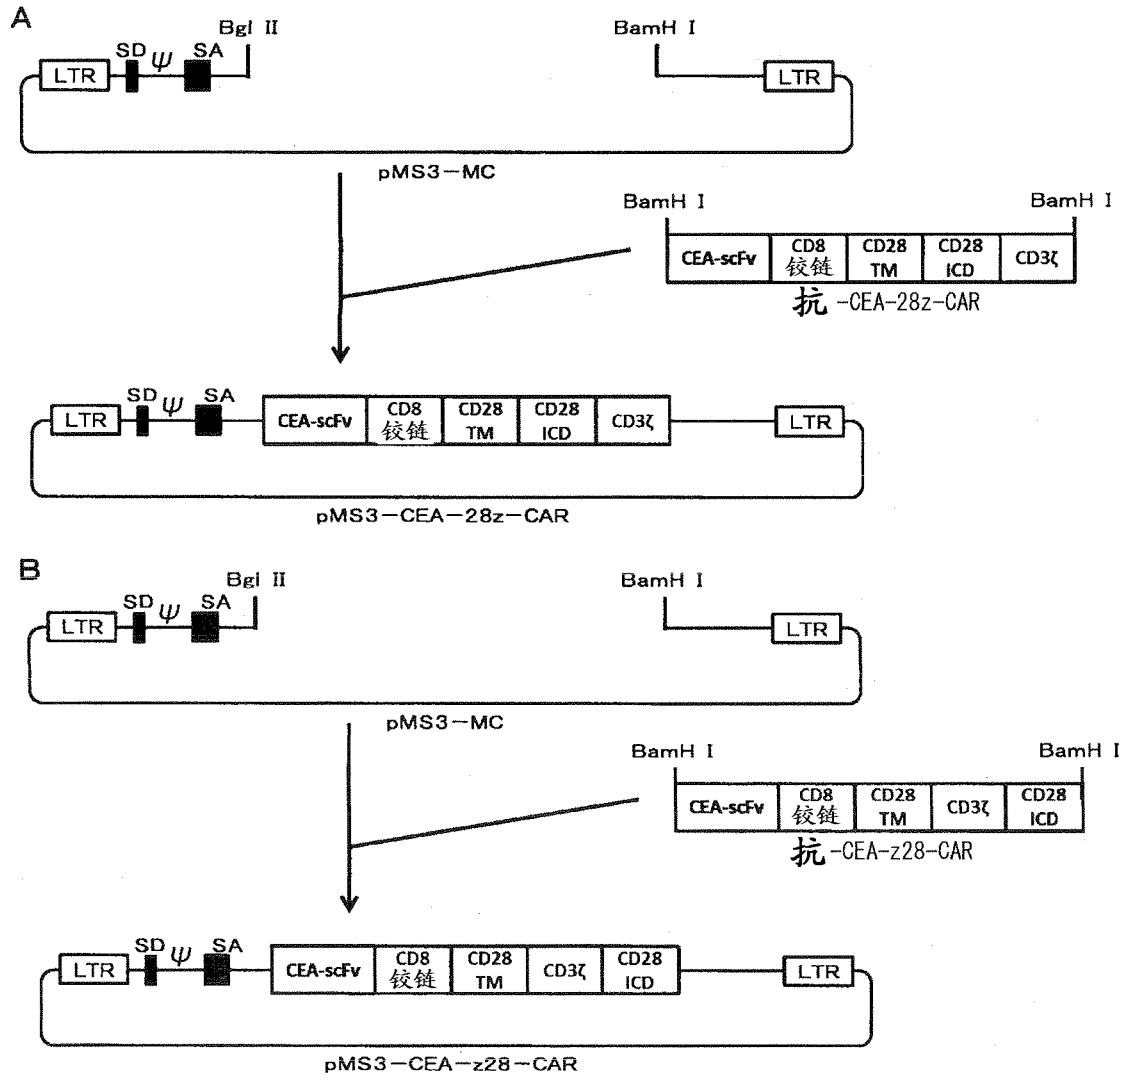 A
Bgl II
BamH I
SD ψ SA
LTR
LTR
pMS3-MC
BamH I
BamH I
CEA-scFv
CD8
铰链
CD28
TM
CD28
ICD
CD3ζ
抗-CEA-28z-CAR
SD ψ SA
LTR
CEA-scFv
CD8
铰链
CD28
TM
CD28
ICD
CD3ζ
LTR
pMS3-CEA-28z-CAR
B
Bgl II
BamH I
SD ψ SA
LTR
LTR
pMS3-MC
BamH I
BamH I
CEA-scFv
CD8
铰链
CD28
TM
CD3ζ
CD28
ICD
抗-CEA-z28-CAR
SD ψ SA
LTR
CEA-scFv
CD8
铰链
CD28
TM
CD3ζ
CD28
ICD
LTR
pMS3-CEA-z28-CAR